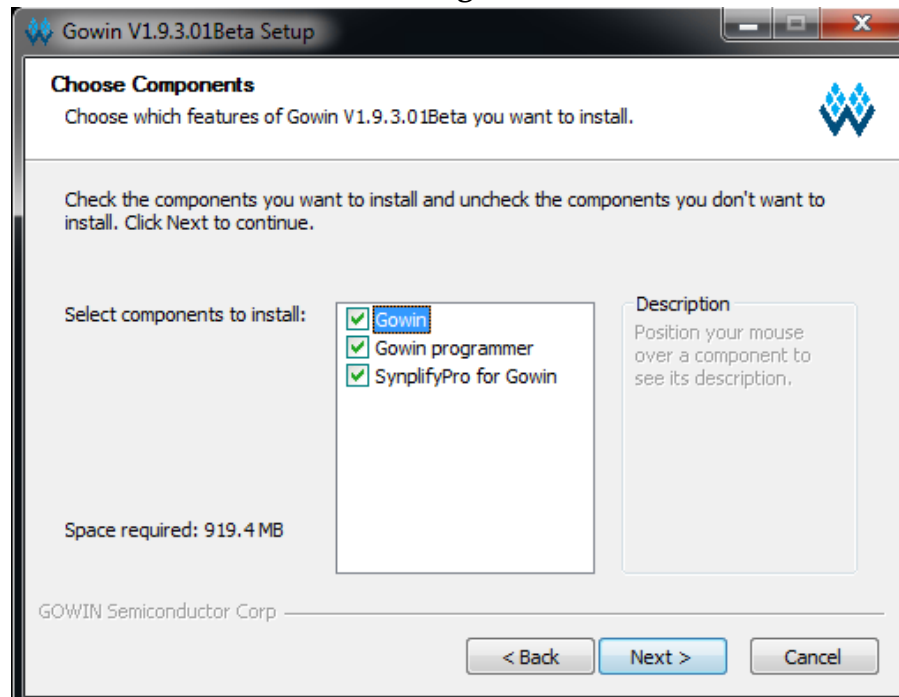 Gowin V1.9.3.01Beta Setup
Choose Components
Choose which features of Gowin V1.9.3.01Beta you want to install.
Check the components you want to install and uncheck the components you don't want to
install. Click Next to continue.
Select components to install:
Gowin
Gowin programmer
SynplifyPro for Gowin
Description
Position your mouse
over a component to
see its description.
Space required: 919.4MB
GOWIN Semiconductor Corp
< Back
Next >
Cancel